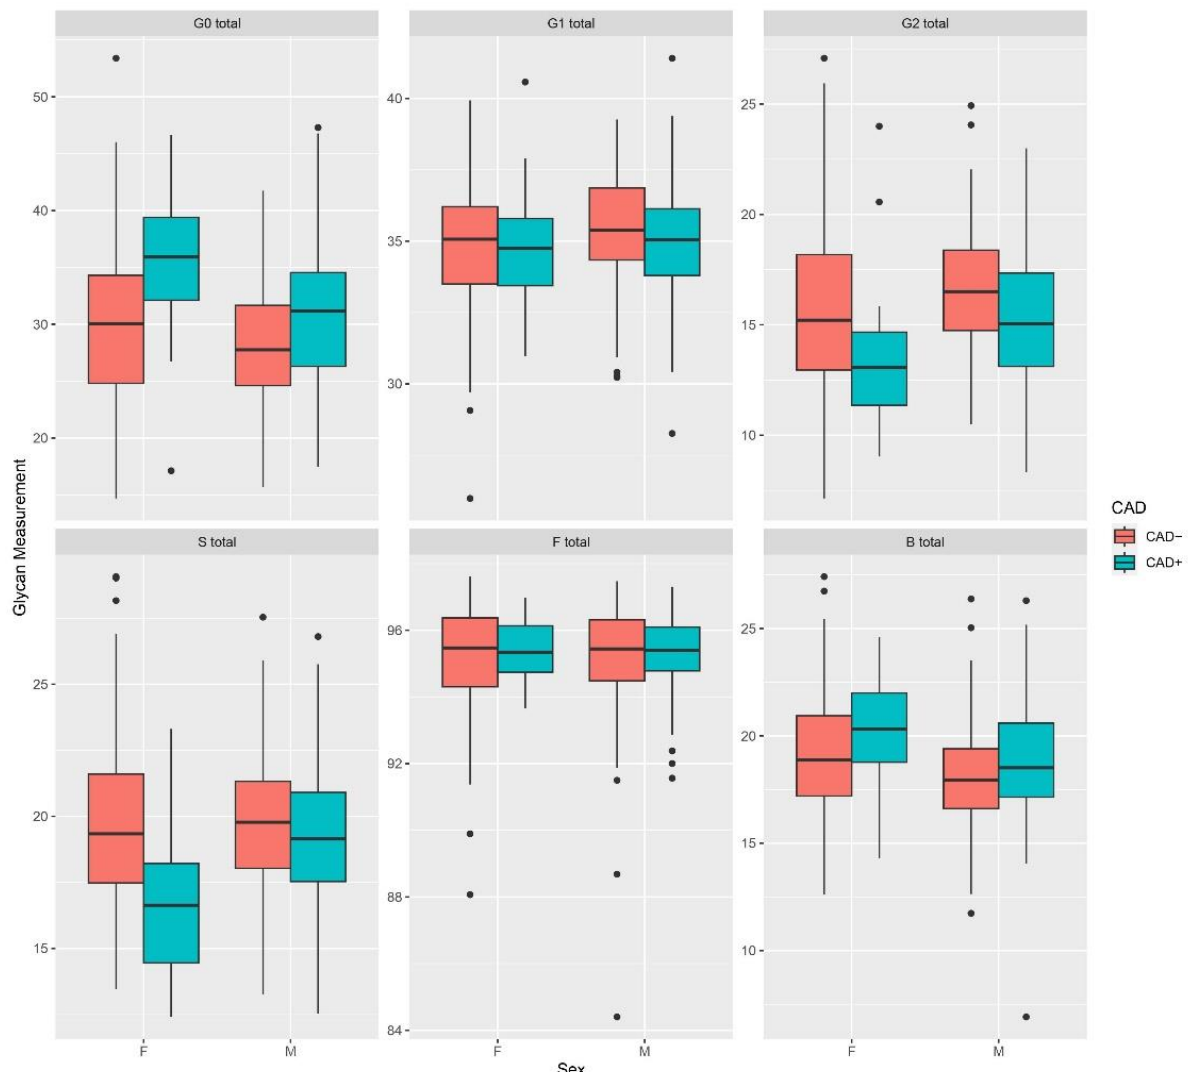 G0 total
G1 total
G2 total
50
40
30
20
40
35
30
25
20
15
10
Glycan Measurement
S total
F total
B total
25
20
15
96
92
88
84
25
20
15
10
F
M
F
M
F
M
Sex
CAD
CAD−
CAD+